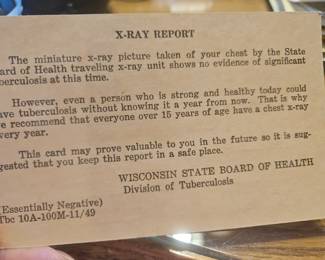 X-RAY REPORT
The miniature x-ray picture taken of your chest by the State
ard of Health traveling x-ray unit shows no evidence of significant
berculosis at this time.
However, even a person who is strong and healthy today could
ave tuberculosis without knowing it a year from now. That is why
e recommend that everyone over 15 years of age have a chest x-ray
very year.
This card may prove valuable to you in the future so it is sug-
gested that you keep this report in a safe place.
WISCONSIN STATE BOARD OF HEALTH
Division of Tuberculosis
(Essentially Negative)
Tbc 10A-100M-11/49